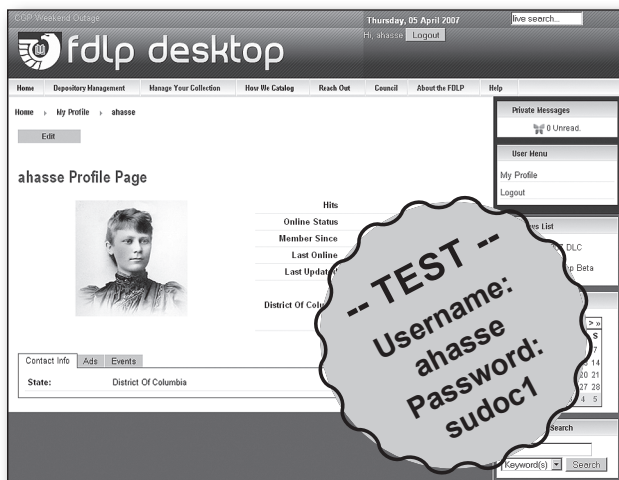 CGP Weekend Outage
Thursday, 05 April 2007
live search...
Hi, ahasse Logout
fdlp desktop
Home Depository Management Manage Your Collection How We Catalog Reach Out Council About the FDLP Help
Home My Profile ahasse
Edit
ahasse Profile Page
Hits
Online Status
Member Since
Last Online
Last Updated
District Of
Contact Info Ads Events
State: District Of Columbia
-- TEST --
Username:
ahasse
Password:
sudoc1
Private Messages
0 Unread.
User Menu
My Profile
Logout
List
DLC
Beta
> »
S
7
14
20 21
27 28
4 5
Search
Keyword(s) Search